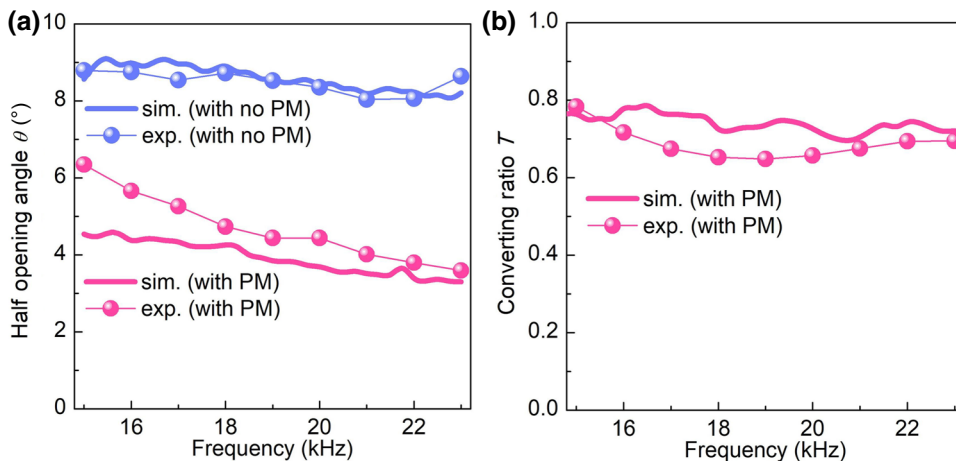 (a)
10
8
6
4
2
0
Half opening angle θ (°)
sim. (with no PM)
exp. (with no PM)
sim. (with PM)
exp. (with PM)
16 18 20 22
Frequency (kHz)
(b)
1.0
0.8
0.6
0.4
0.2
0.0
Converting ratio T
sim. (with PM)
exp. (with PM)
16 18 20 22
Frequency (kHz)